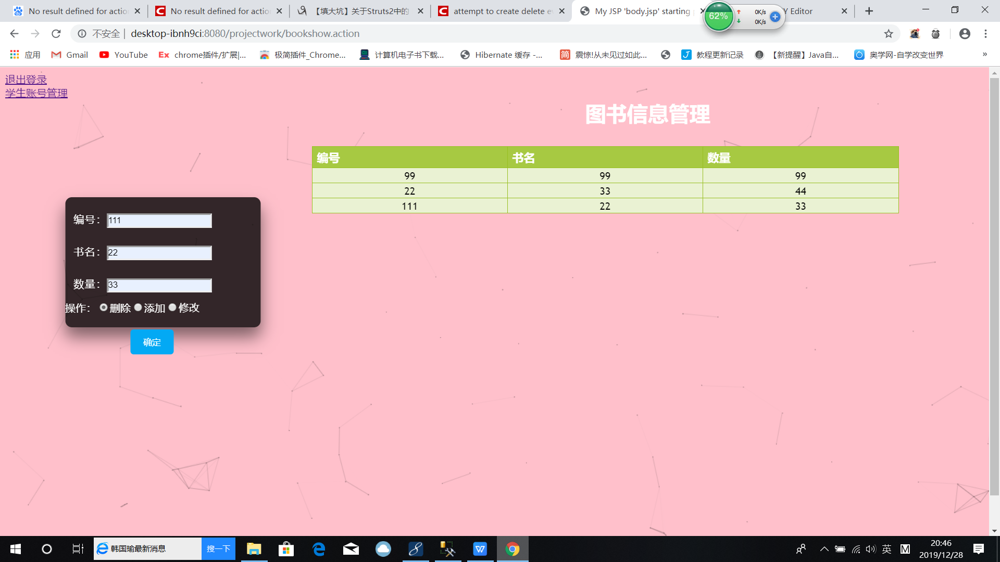 No result defined for actio
No result defined for actio
【填大坑】关于Struts2中的
attempt to create delete e
My JSP 'body.jsp' starting
Y Editor
62%
0K/s
0K/s
不安全
desktop-ibnh9ci:8080/projectwork/bookshow.action
应用
Gmail
YouTube
Ex chrome插件/扩展|...
极简插件_Chrome...
计算机电子书下载...
Hibernate 缓存 -...
简 震惊!从未见过如此...
教程更新记录
【新提醒】Java自...
奥学网-自学改变世界
»
退出登录
学生账号管理
图书信息管理
编号 书名 数量
99 99 99
22 33 44
111 22 33
编号：111
书名：22
数量：33
操作： 删除 添加 修改
确定
韩国瑜最新消息
搜一下
英
M
20:46
2019/12/28